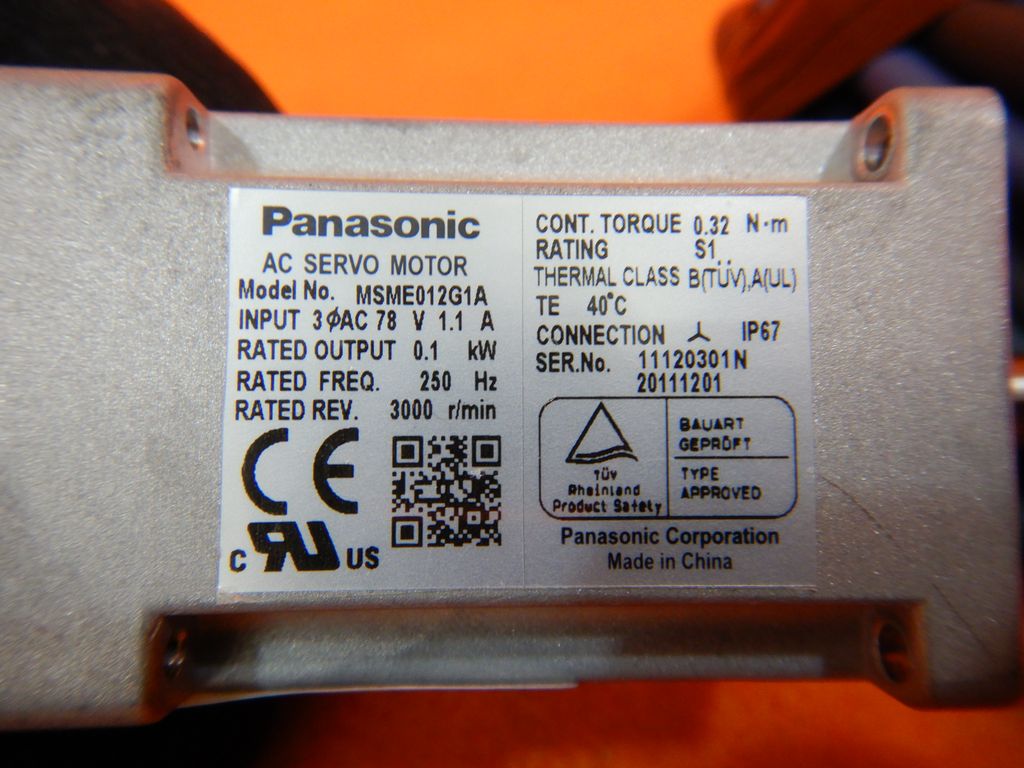 Panasonic
AC SERVO MOTOR
Model No. MSME012G1A
INPUT 3φAC 78 V 1.1 A
RATED OUTPUT 0.1 kW
RATED FREQ. 250 Hz
RATED REV. 3000 r/min
CE
C RU US
CONT. TORQUE 0.32 N·m
RATING S1
THERMAL CLASS B(TÜV),A(UL)
TE 40°C
CONNECTION IP67
SER.No. 11120301N
20111201
TÜV
Rheinland
Product Safety
BAUART
GEPRÜFT
TYPE
APPROVED
Panasonic Corporation
Made in China